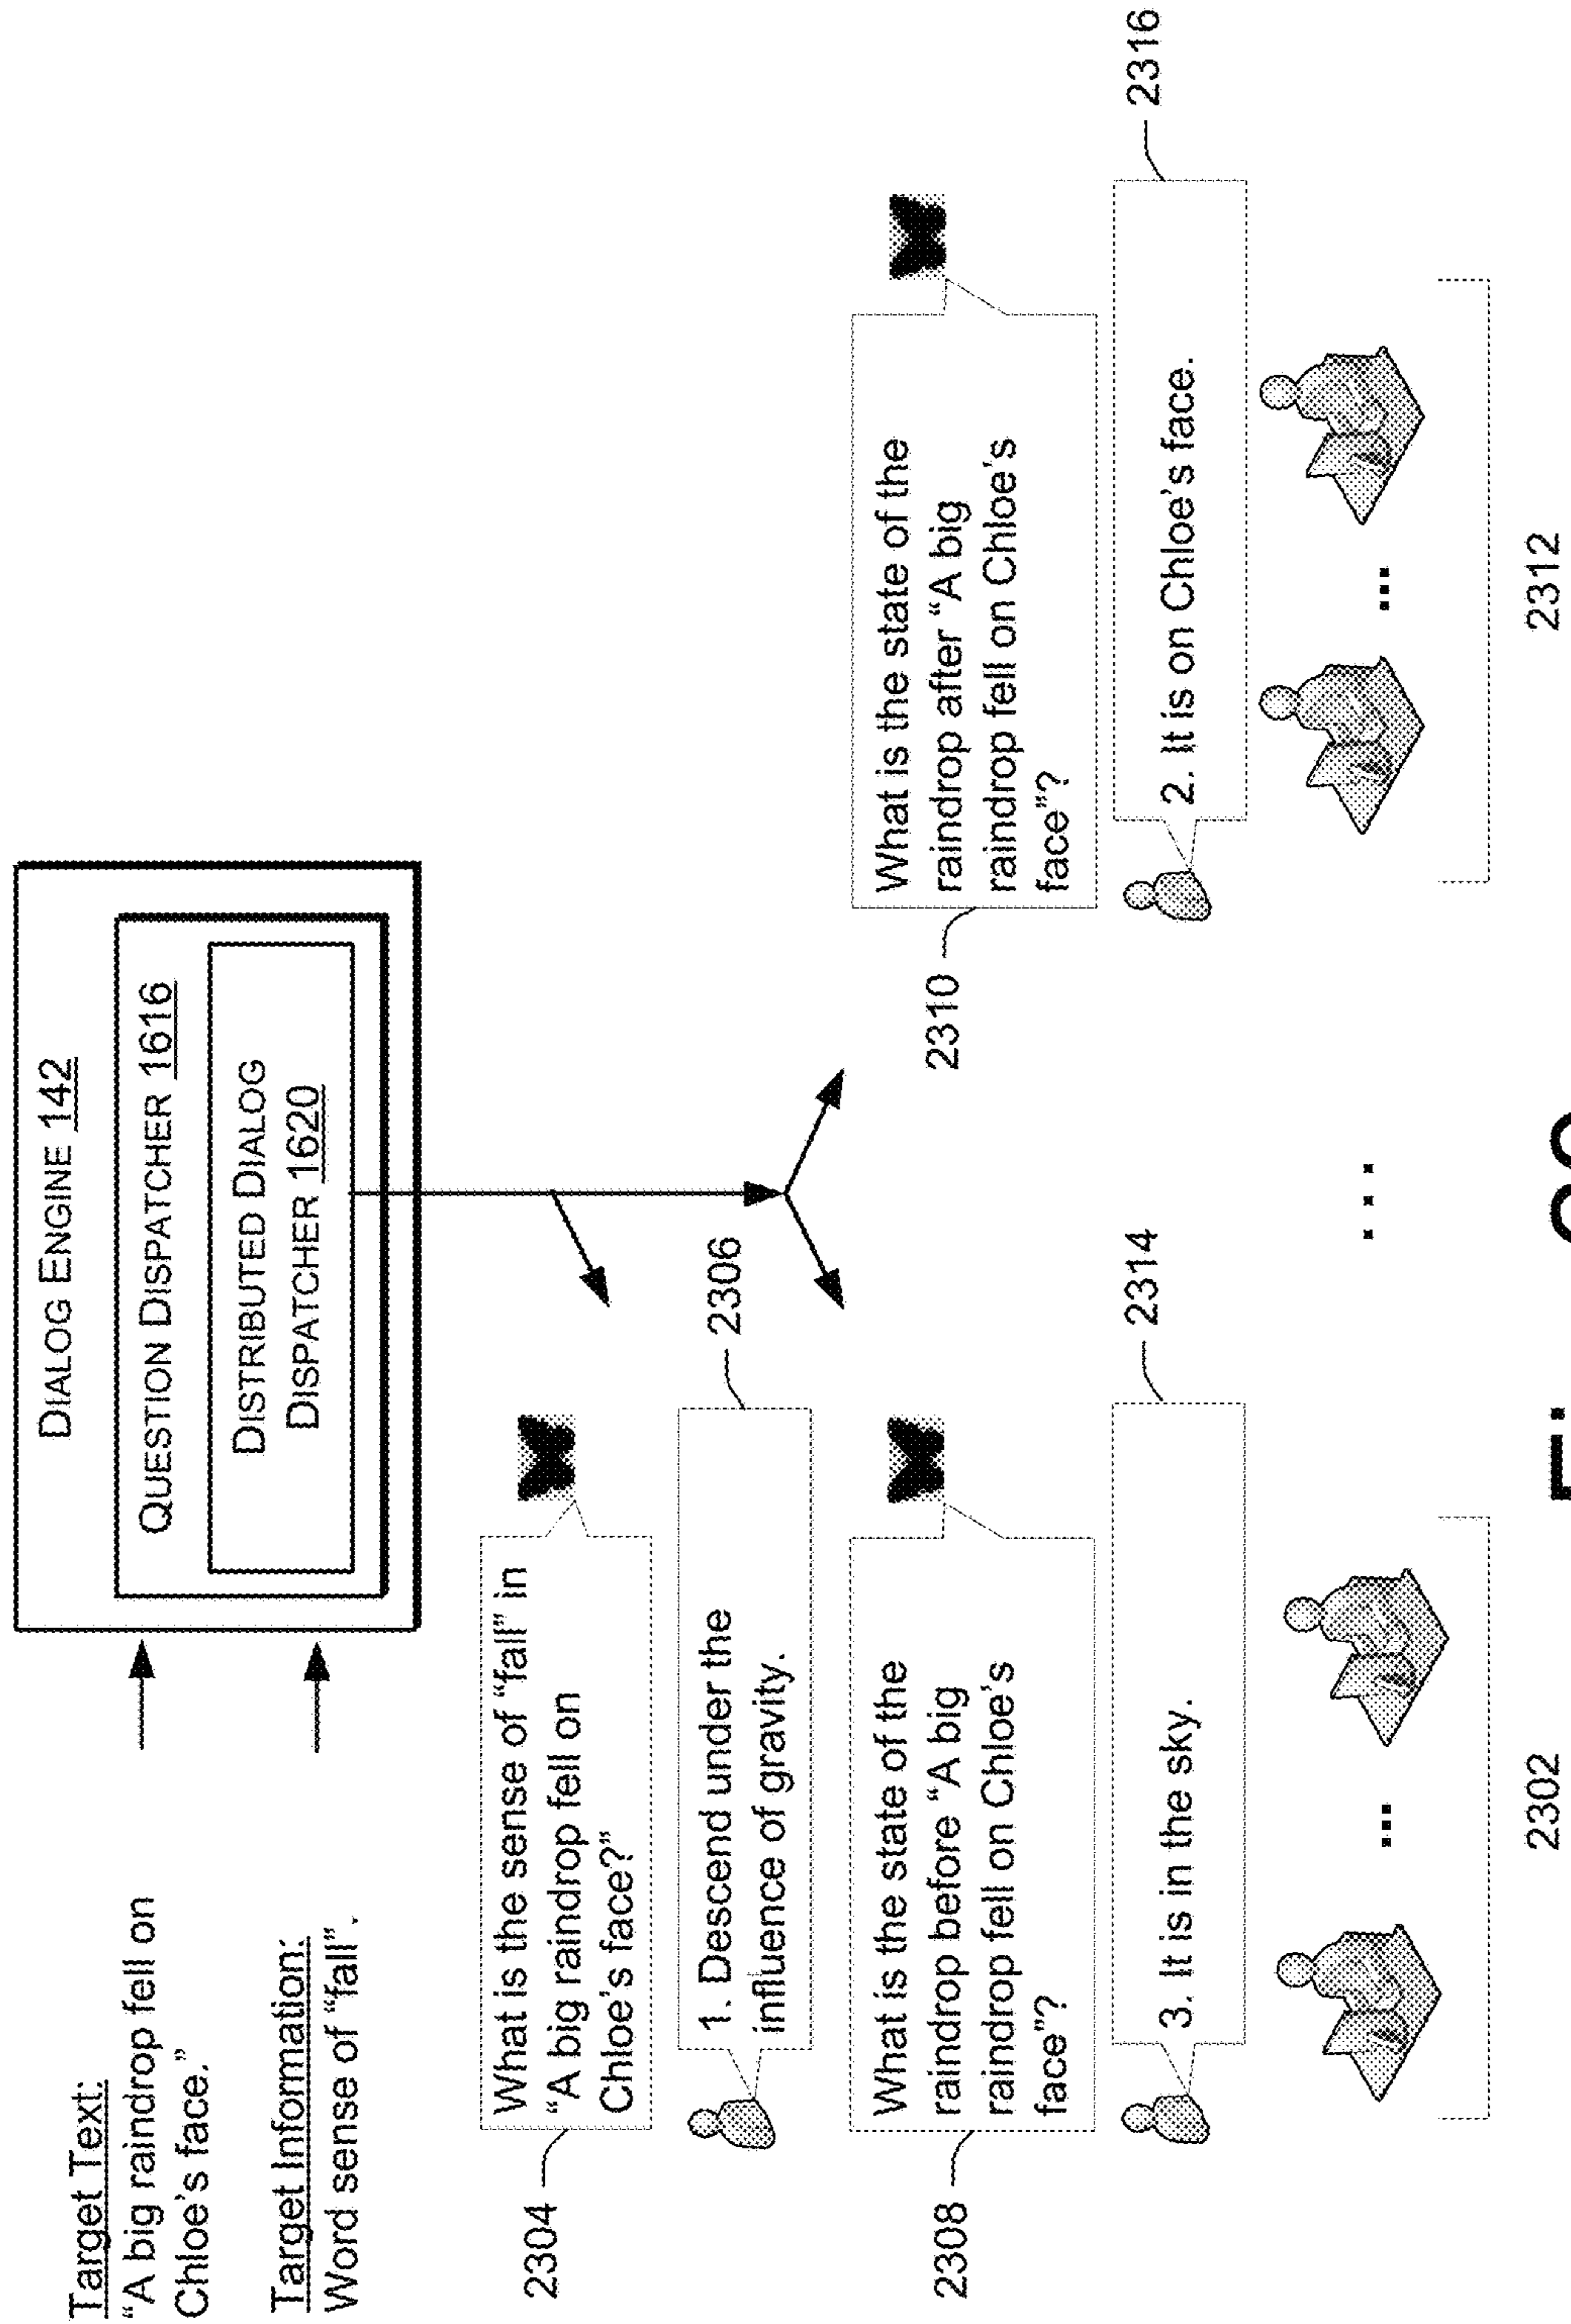 Target Text:
“A big raindrop fell on
Chloe’s face.”
Target Information:
Word sense of “fall”.
DIALOG ENGINE 142
QUESTION DISPATCHER 1616
DISTRIBUTED DIALOG
DISPATCHER 1620
2304
What is the sense of “fall” in
“A big raindrop fell on
Chloe’s face?”
1. Descend under the
influence of gravity.
2306
2308
What is the state of the
raindrop before “A big
raindrop fell on Chloe’s
face”?
3. It is in the sky.
2314
...
2302
...
2310
What is the state of the
raindrop after “A big
raindrop fell on Chloe’s
face”?
2. It is on Chloe’s face.
2316
...
2312